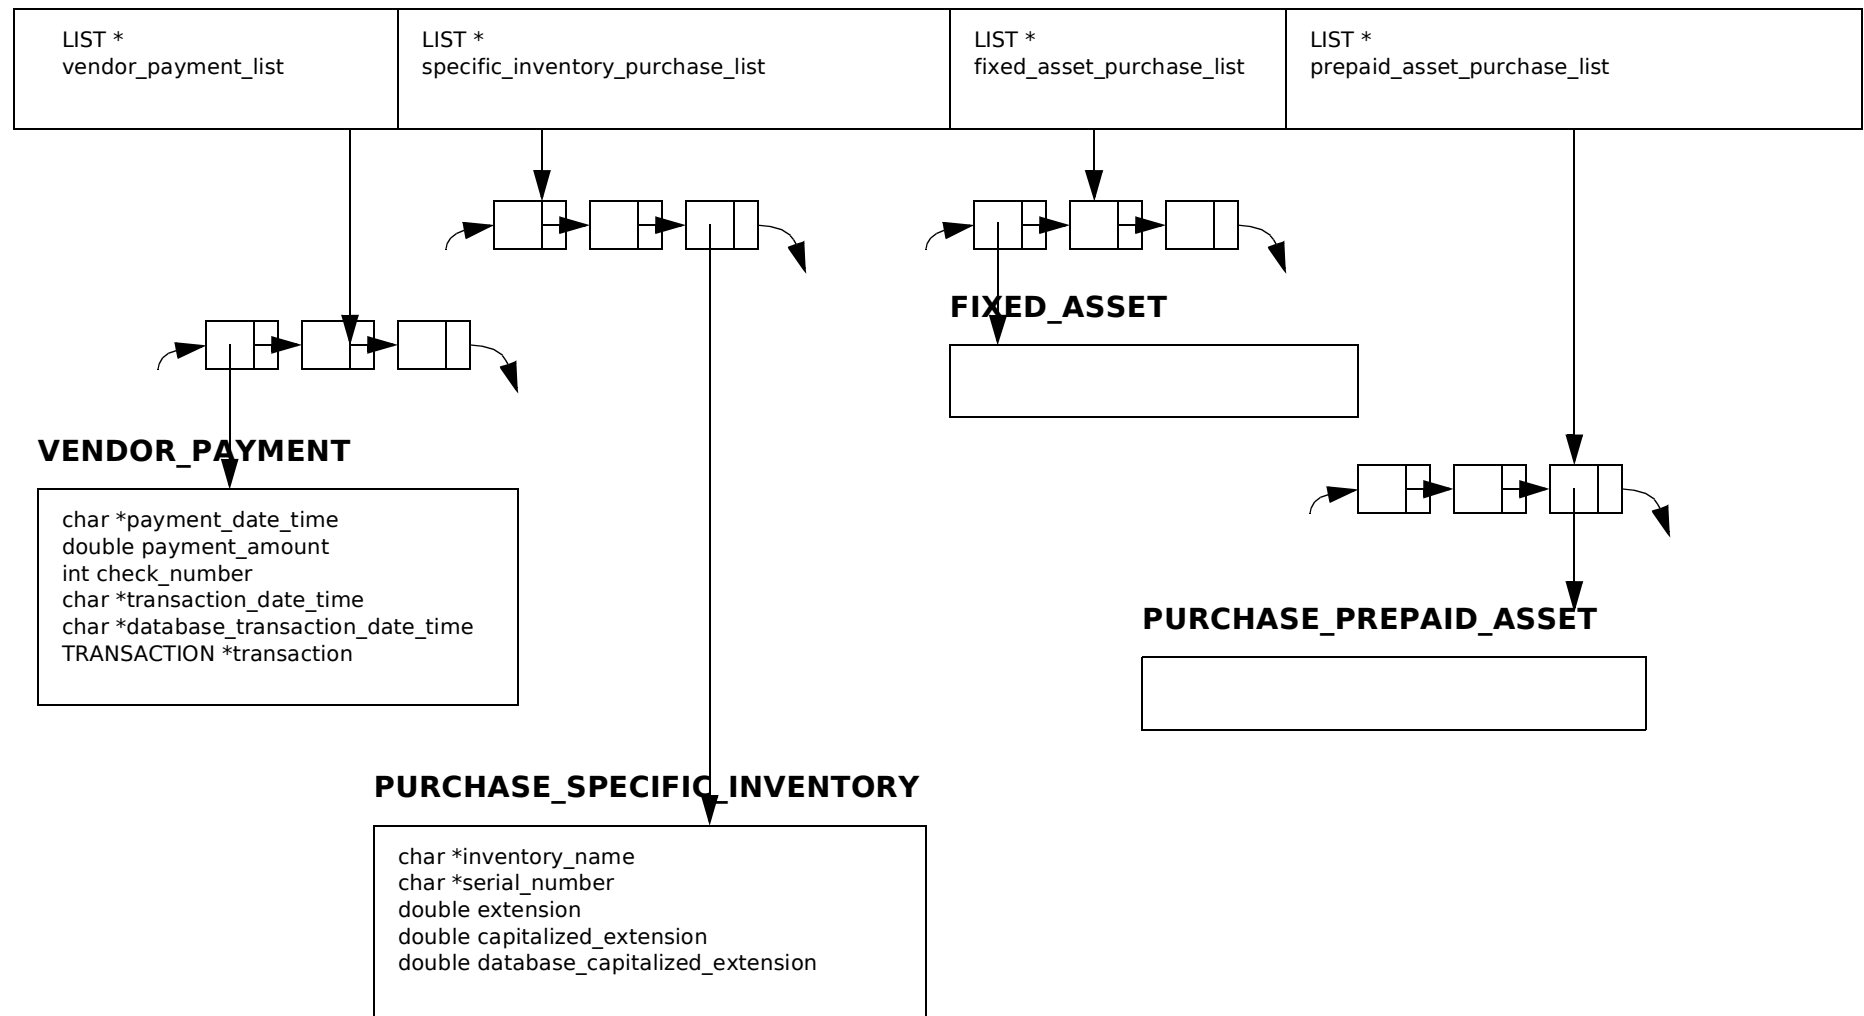 LIST *
vendor_payment_list
LIST *
specific_inventory_purchase_list
LIST *
fixed_asset_purchase_list
LIST *
prepaid_asset_purchase_list
FIXED_ASSET
VENDOR_PAYMENT
char *payment_date_time
double payment_amount
int check_number
char *transaction_date_time
char *database_transaction_date_time
TRANSACTION *transaction
PURCHASE_PREPAID_ASSET
PURCHASE_SPECIFIC_INVENTORY
char *inventory_name
char *serial_number
double extension
double capitalized_extension
double database_capitalized_extension